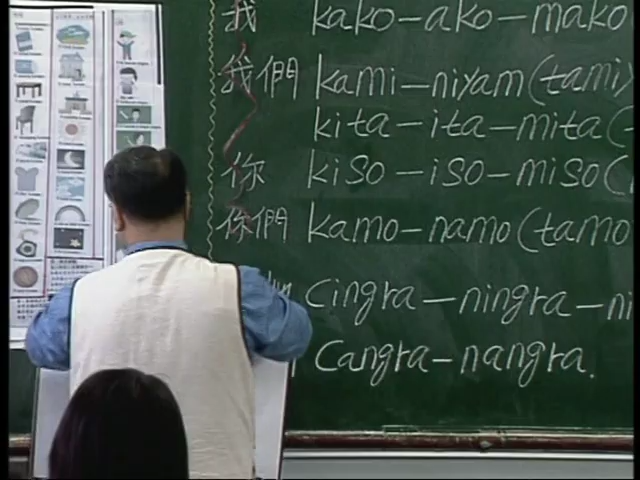 我 kako－ako－mako
我們 kami－niyam(tami)
kita－ita－mita(
你 kiso－iso－miso(
你們 kamo－namo(tamo
Cingra－ningra－ni
Cangra－nangra.